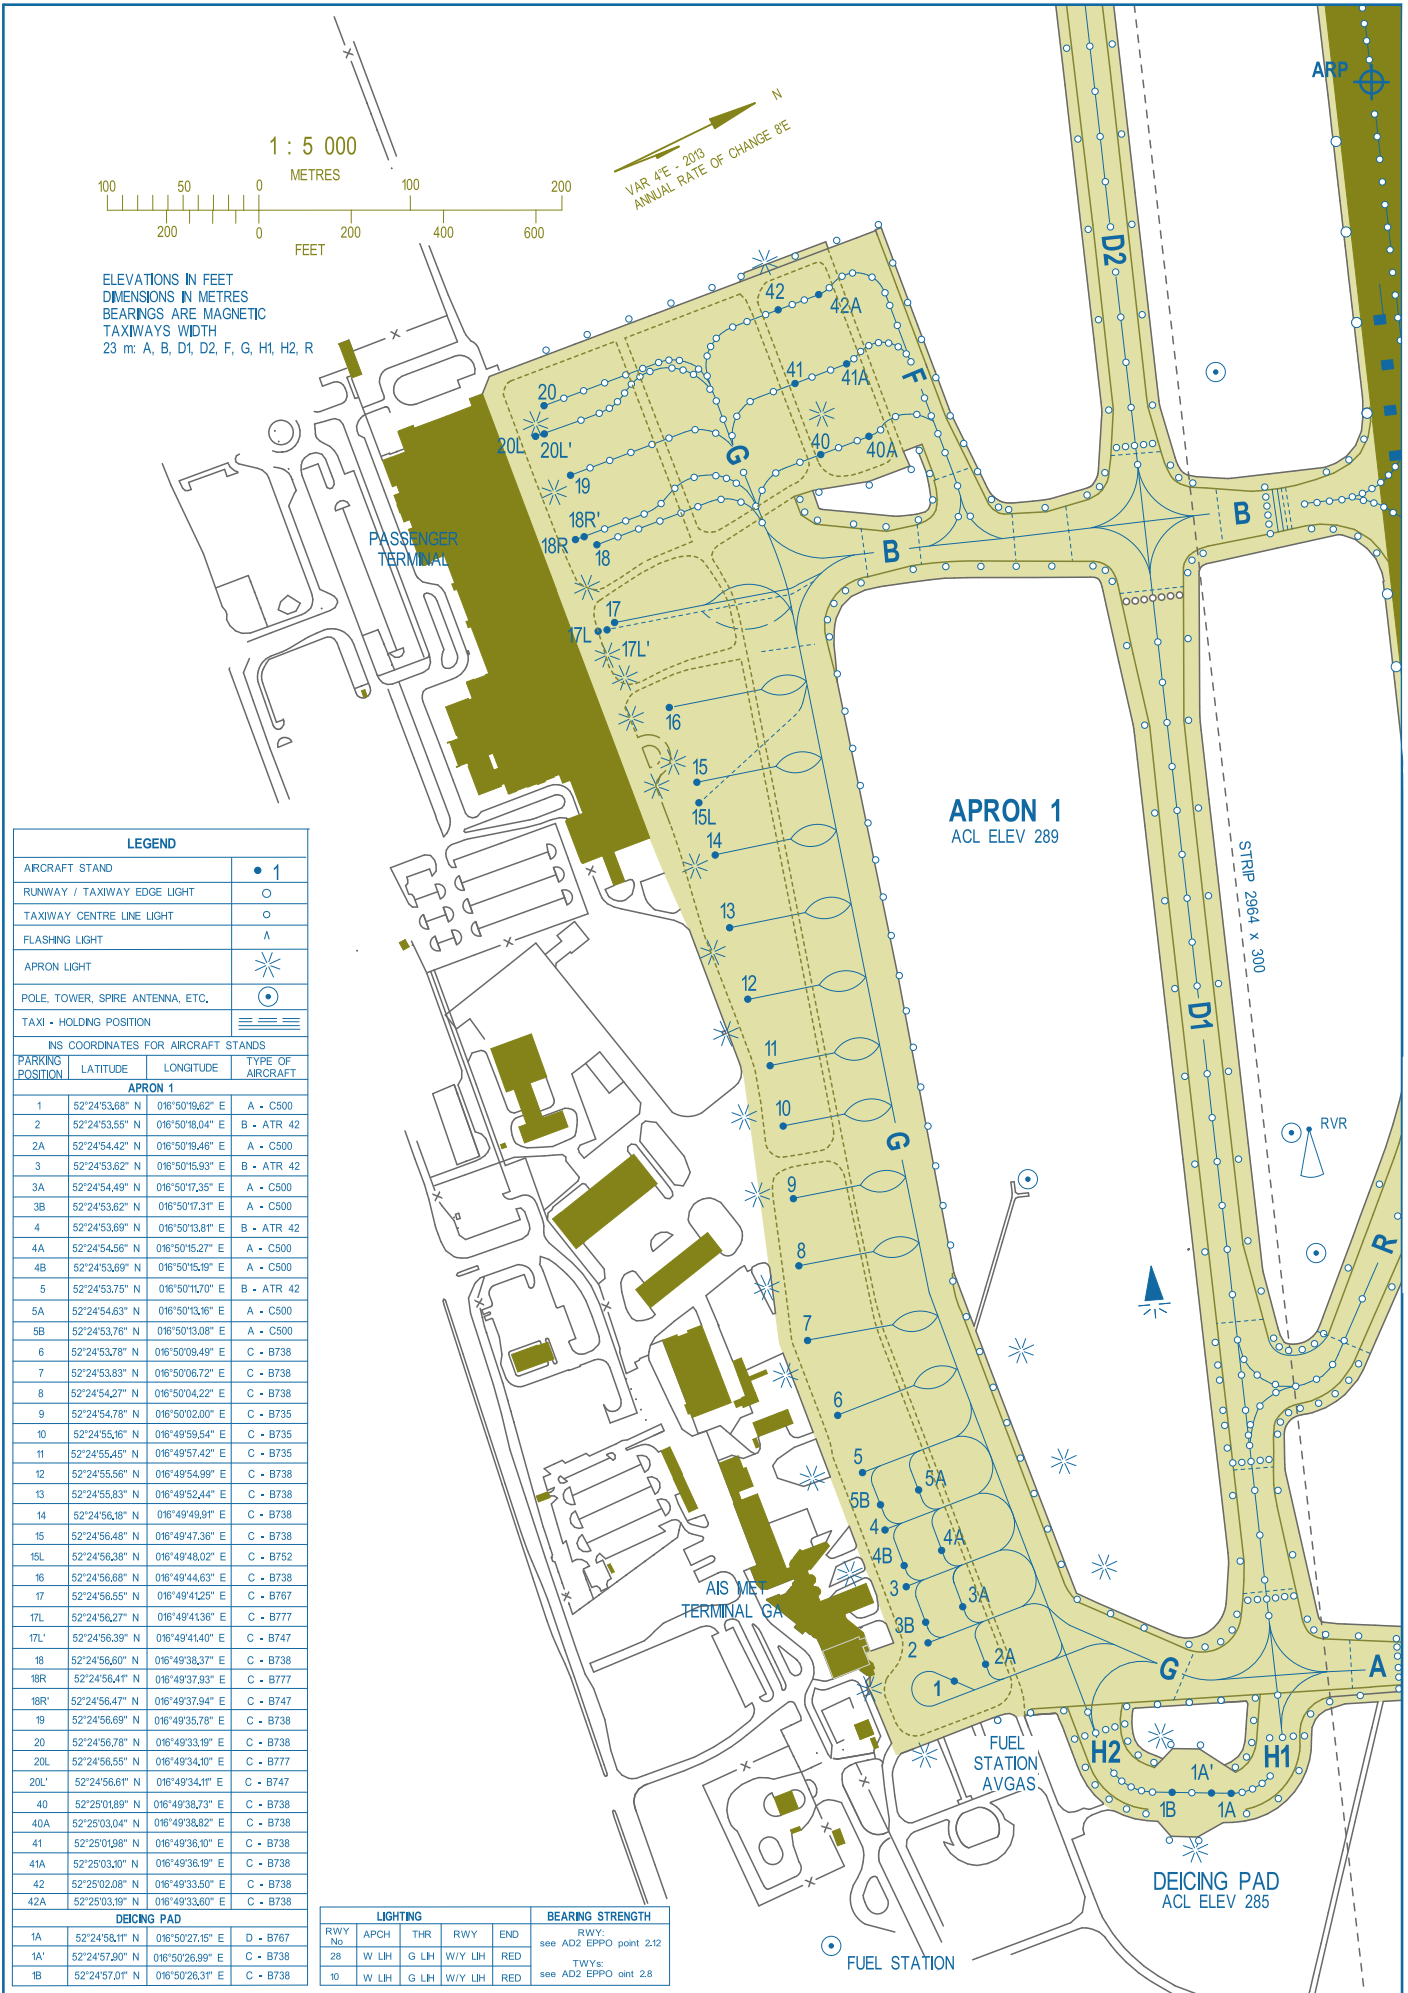 1 : 5 000
METRES
100 50 0 100 200
200 0 200 400 600
FEET
N
VAR 4°E - 2013
ANNUAL RATE OF CHANGE 8'E
ELEVATIONS IN FEET
DIMENSIONS IN METRES
BEARINGS ARE MAGNETIC
TAXIWAYS WIDTH
23 m: A, B, D1, D2, F, G, H1, H2, R
ARP
D2
42
42A
41
41A
F
20
20L
20L'
G
40
40A
19
18R'
18R
18
B
B
PASSENGER
TERMINAL
17
17L
17L'
16
15
15L
14
13
12
11
10
9
8
7
6
5
5A
5B
4
4A
4B
3
3A
3B
2
2A
1
APRON 1
ACL ELEV 289
STRIP 2964 x 300
D1
G
RVR
R
AIS MET
TERMINAL GA
G
A
H2
H1
1A'
1B
1A
FUEL
STATION
AVGAS
DEICING PAD
ACL ELEV 285
FUEL STATION
LEGEND
AIRCRAFT STAND 1
RUNWAY / TAXIWAY EDGE LIGHT
TAXIWAY CENTRE LINE LIGHT
FLASHING LIGHT
APRON LIGHT
POLE, TOWER, SPIRE ANTENNA, ETC.
TAXI - HOLDING POSITION
INS COORDINATES FOR AIRCRAFT STANDS
PARKING POSITION LATITUDE LONGITUDE TYPE OF AIRCRAFT
APRON 1
1 52°24'53,68" N 016°50'19,62" E A - C500
2 52°24'53,55" N 016°50'18,04" E B - ATR 42
2A 52°24'54,42" N 016°50'19,46" E A - C500
3 52°24'53,62" N 016°50'15,93" E B - ATR 42
3A 52°24'54,49" N 016°50'17,35" E A - C500
3B 52°24'53,62" N 016°50'17,31" E A - C500
4 52°24'53,69" N 016°50'13,81" E B - ATR 42
4A 52°24'54,56" N 016°50'15,27" E A - C500
4B 52°24'53,69" N 016°50'15,19" E A - C500
5 52°24'53,75" N 016°50'11,70" E B - ATR 42
5A 52°24'54,63" N 016°50'13,16" E A - C500
5B 52°24'53,76" N 016°50'13,08" E A - C500
6 52°24'53,78" N 016°50'09,49" E C - B738
7 52°24'53,83" N 016°50'06,72" E C - B738
8 52°24'54,27" N 016°50'04,22" E C - B738
9 52°24'54,78" N 016°50'02,00" E C - B735
10 52°24'55,16" N 016°49'59,54" E C - B735
11 52°24'55,45" N 016°49'57,42" E C - B735
12 52°24'55,56" N 016°49'54,99" E C - B738
13 52°24'55,83" N 016°49'52,44" E C - B738
14 52°24'56,18" N 016°49'49,91" E C - B738
15 52°24'56,48" N 016°49'47,36" E C - B738
15L 52°24'56,38" N 016°49'48,02" E C - B752
16 52°24'56,68" N 016°49'44,63" E C - B738
17 52°24'56,55" N 016°49'41,25" E C - B767
17L 52°24'56,27" N 016°49'41,36" E C - B777
17L' 52°24'56,39" N 016°49'41,40" E C - B747
18 52°24'56,60" N 016°49'38,37" E C - B738
18R 52°24'56,41" N 016°49'37,93" E C - B777
18R' 52°24'56,47" N 016°49'37,94" E C - B747
19 52°24'56,69" N 016°49'35,78" E C - B738
20 52°24'56,78" N 016°49'33,19" E C - B738
20L 52°24'56,55" N 016°49'34,10" E C - B777
20L' 52°24'56,61" N 016°49'34,11" E C - B747
40 52°25'01,89" N 016°49'38,73" E C - B738
40A 52°25'03,04" N 016°49'38,82" E C - B738
41 52°25'01,98" N 016°49'36,10" E C - B738
41A 52°25'03,10" N 016°49'36,19" E C - B738
42 52°25'02,08" N 016°49'33,50" E C - B738
42A 52°25'03,19" N 016°49'33,60" E C - B738
DEICING PAD
1A 52°24'58,11" N 016°50'27,15" E D - B767
1A' 52°24'57,90" N 016°50'26,99" E C - B738
1B 52°24'57,01" N 016°50'26,31" E C - B738
LIGHTING BEARING STRENGTH
RWY No APCH THR RWY END
28 W LIH G LIH W/Y LIH RED
10 W LIH G LIH W/Y LIH RED
RWY:
see AD2 EPPO point 2.12
TWYs:
see AD2 EPPO oint 2.8